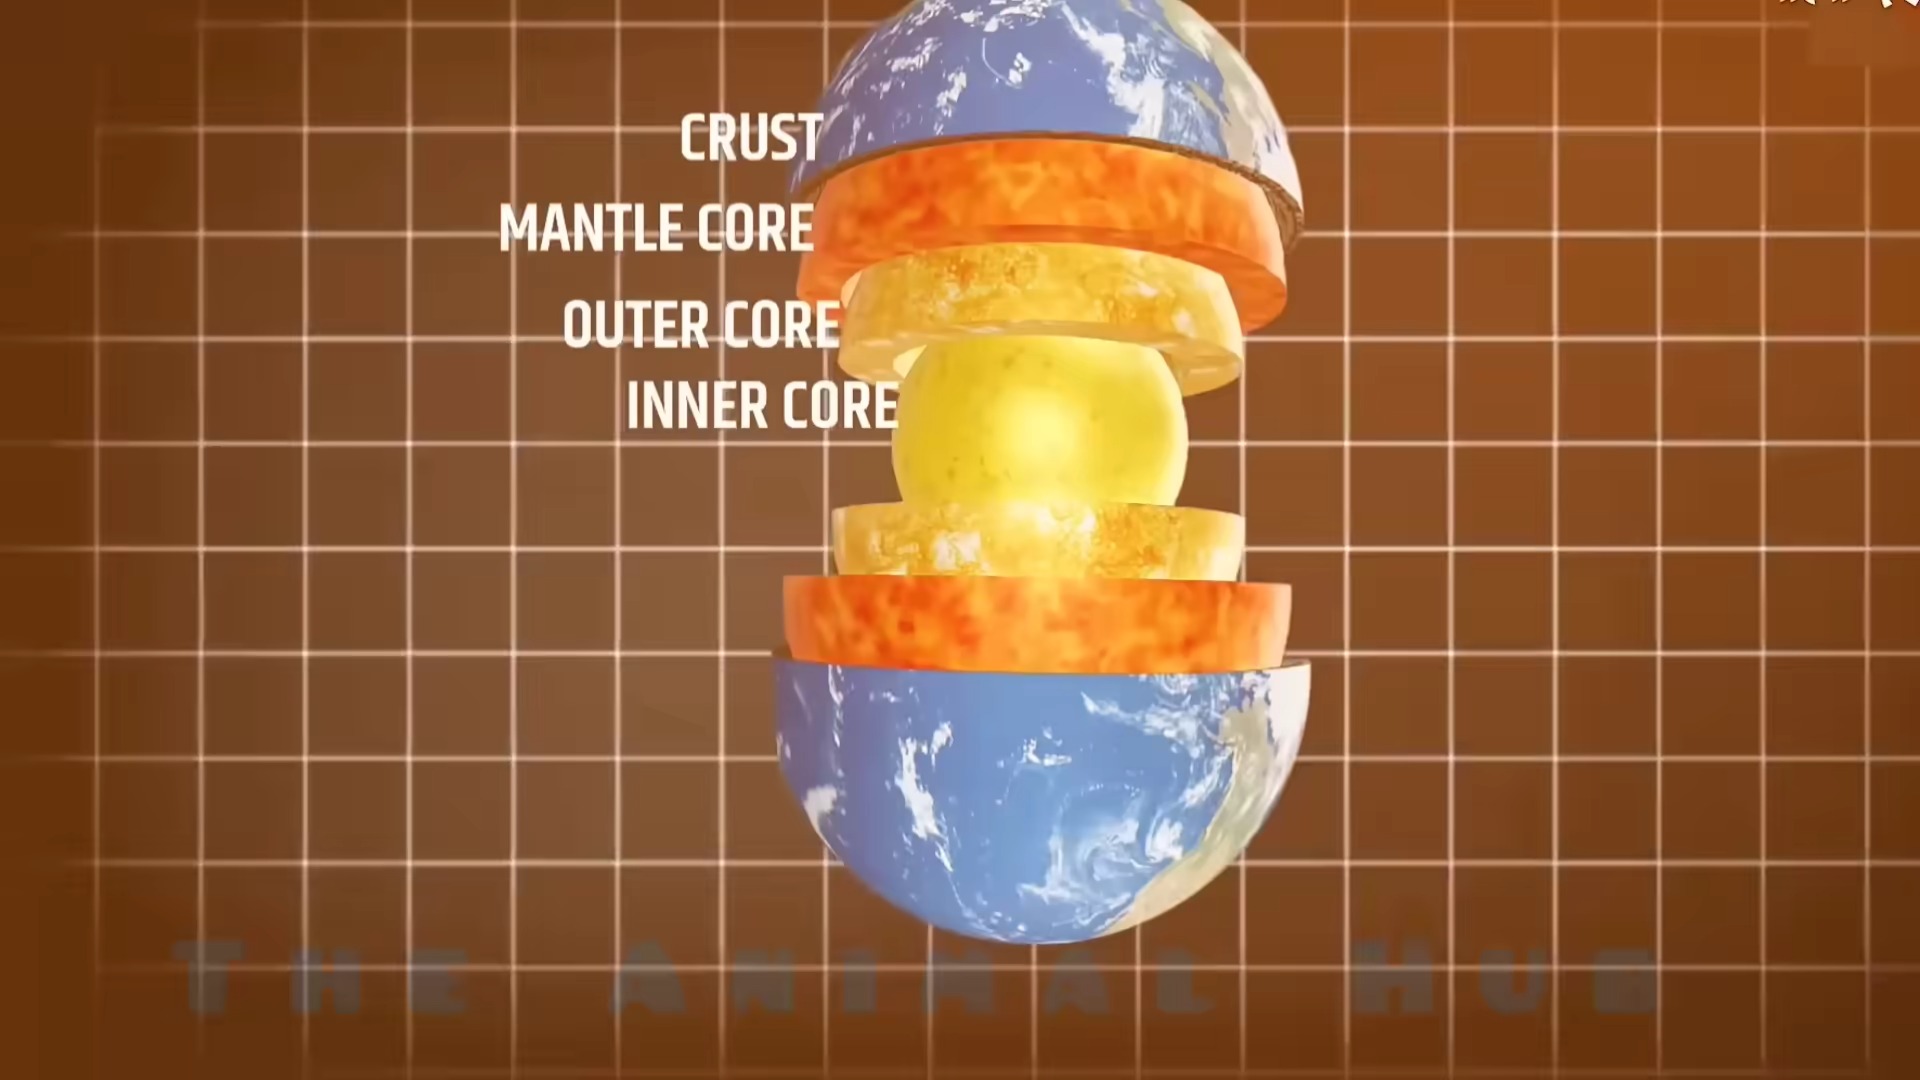 CRUST
MANTLE CORE
OUTER CORE
INNER CORE
The Animal Hub